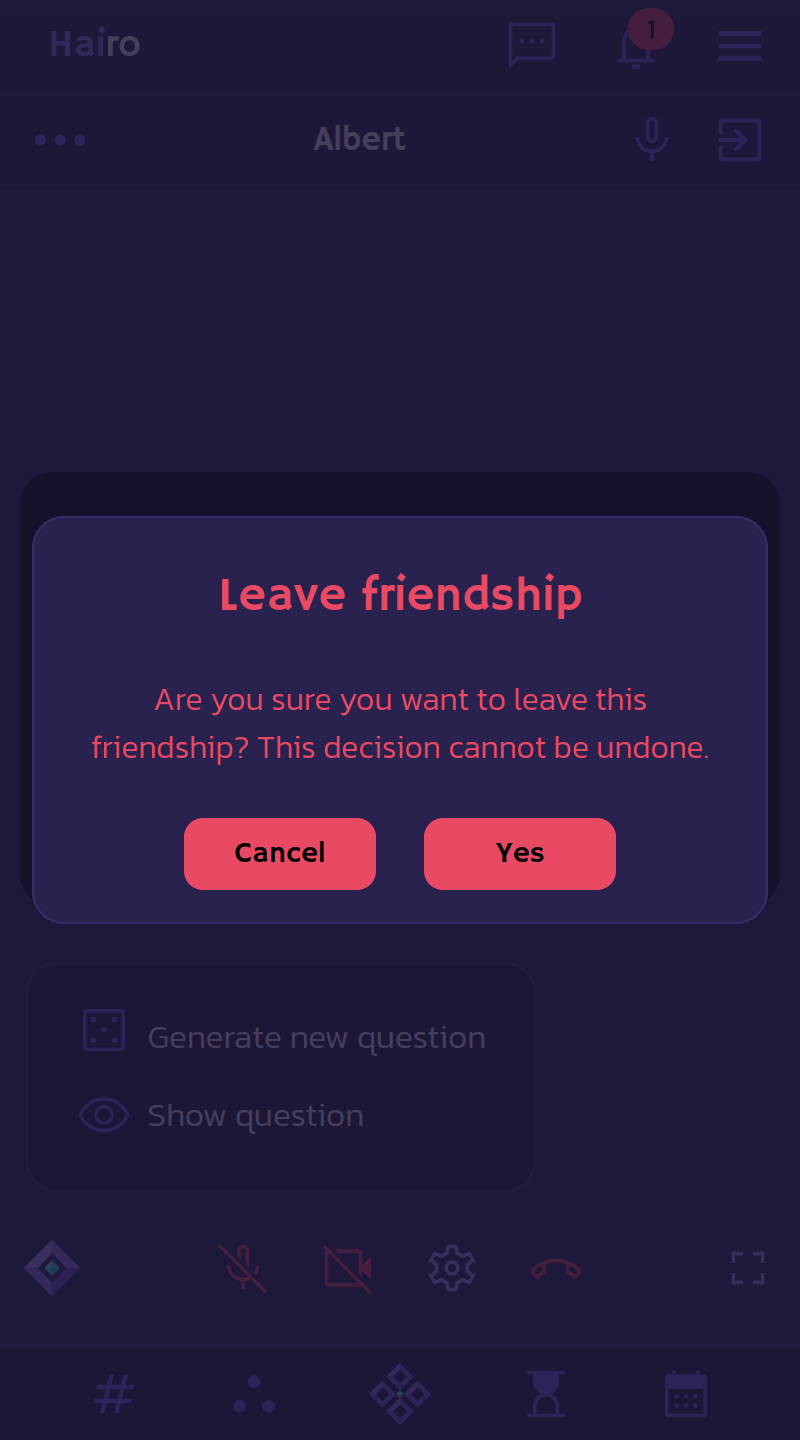 Hairo
1
Albert
Leave friendship
Are you sure you want to leave this
friendship? This decision cannot be undone.
Cancel Yes
Generate new question
Show question